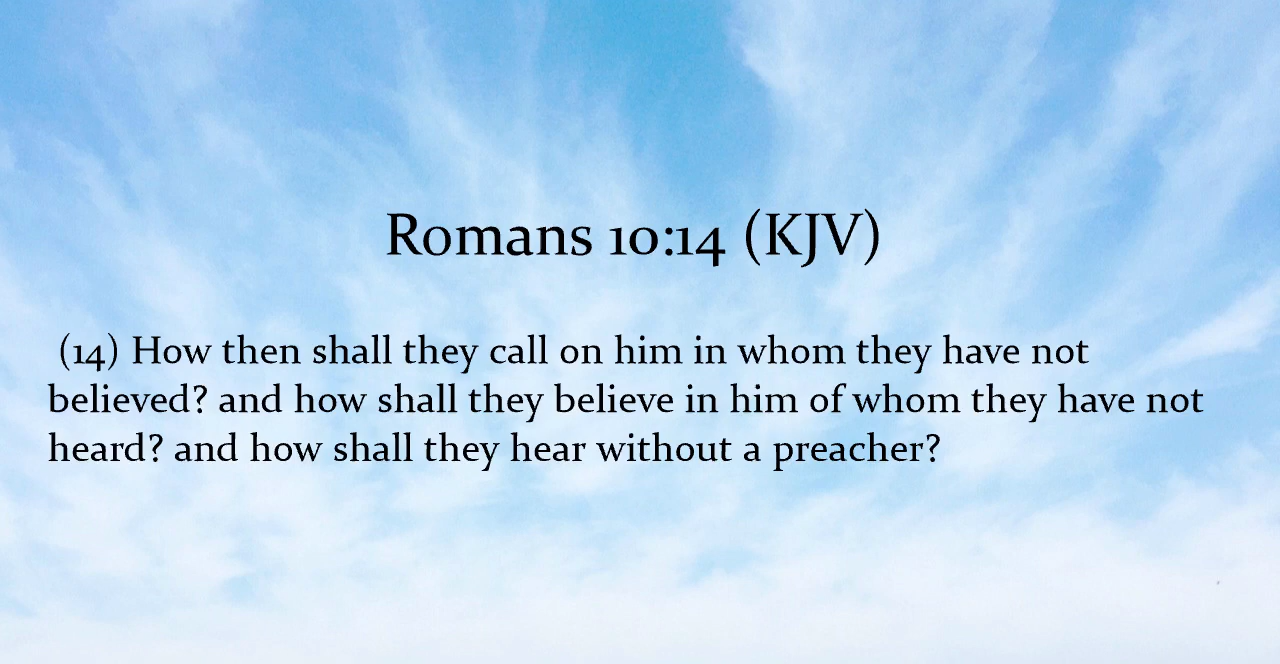 Romans 10:14 (KJV)
(14) How then shall they call on him in whom they have not
believed? and how shall they believe in him of whom they have not
heard? and how shall they hear without a preacher?